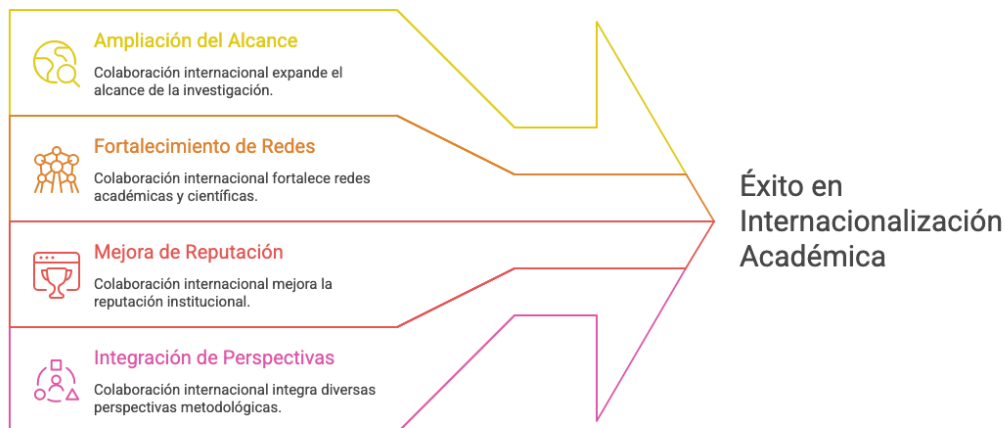 Ampliación del Alcance
Colaboración internacional expande el
alcance de la investigación.
Fortalecimiento de Redes
Colaboración internacional fortalece redes
académicas y científicas.
Mejora de Reputación
Colaboración internacional mejora la
reputación institucional.
Integración de Perspectivas
Colaboración internacional integra diversas
perspectivas metodológicas.
Éxito en
Internacionalización
Académica